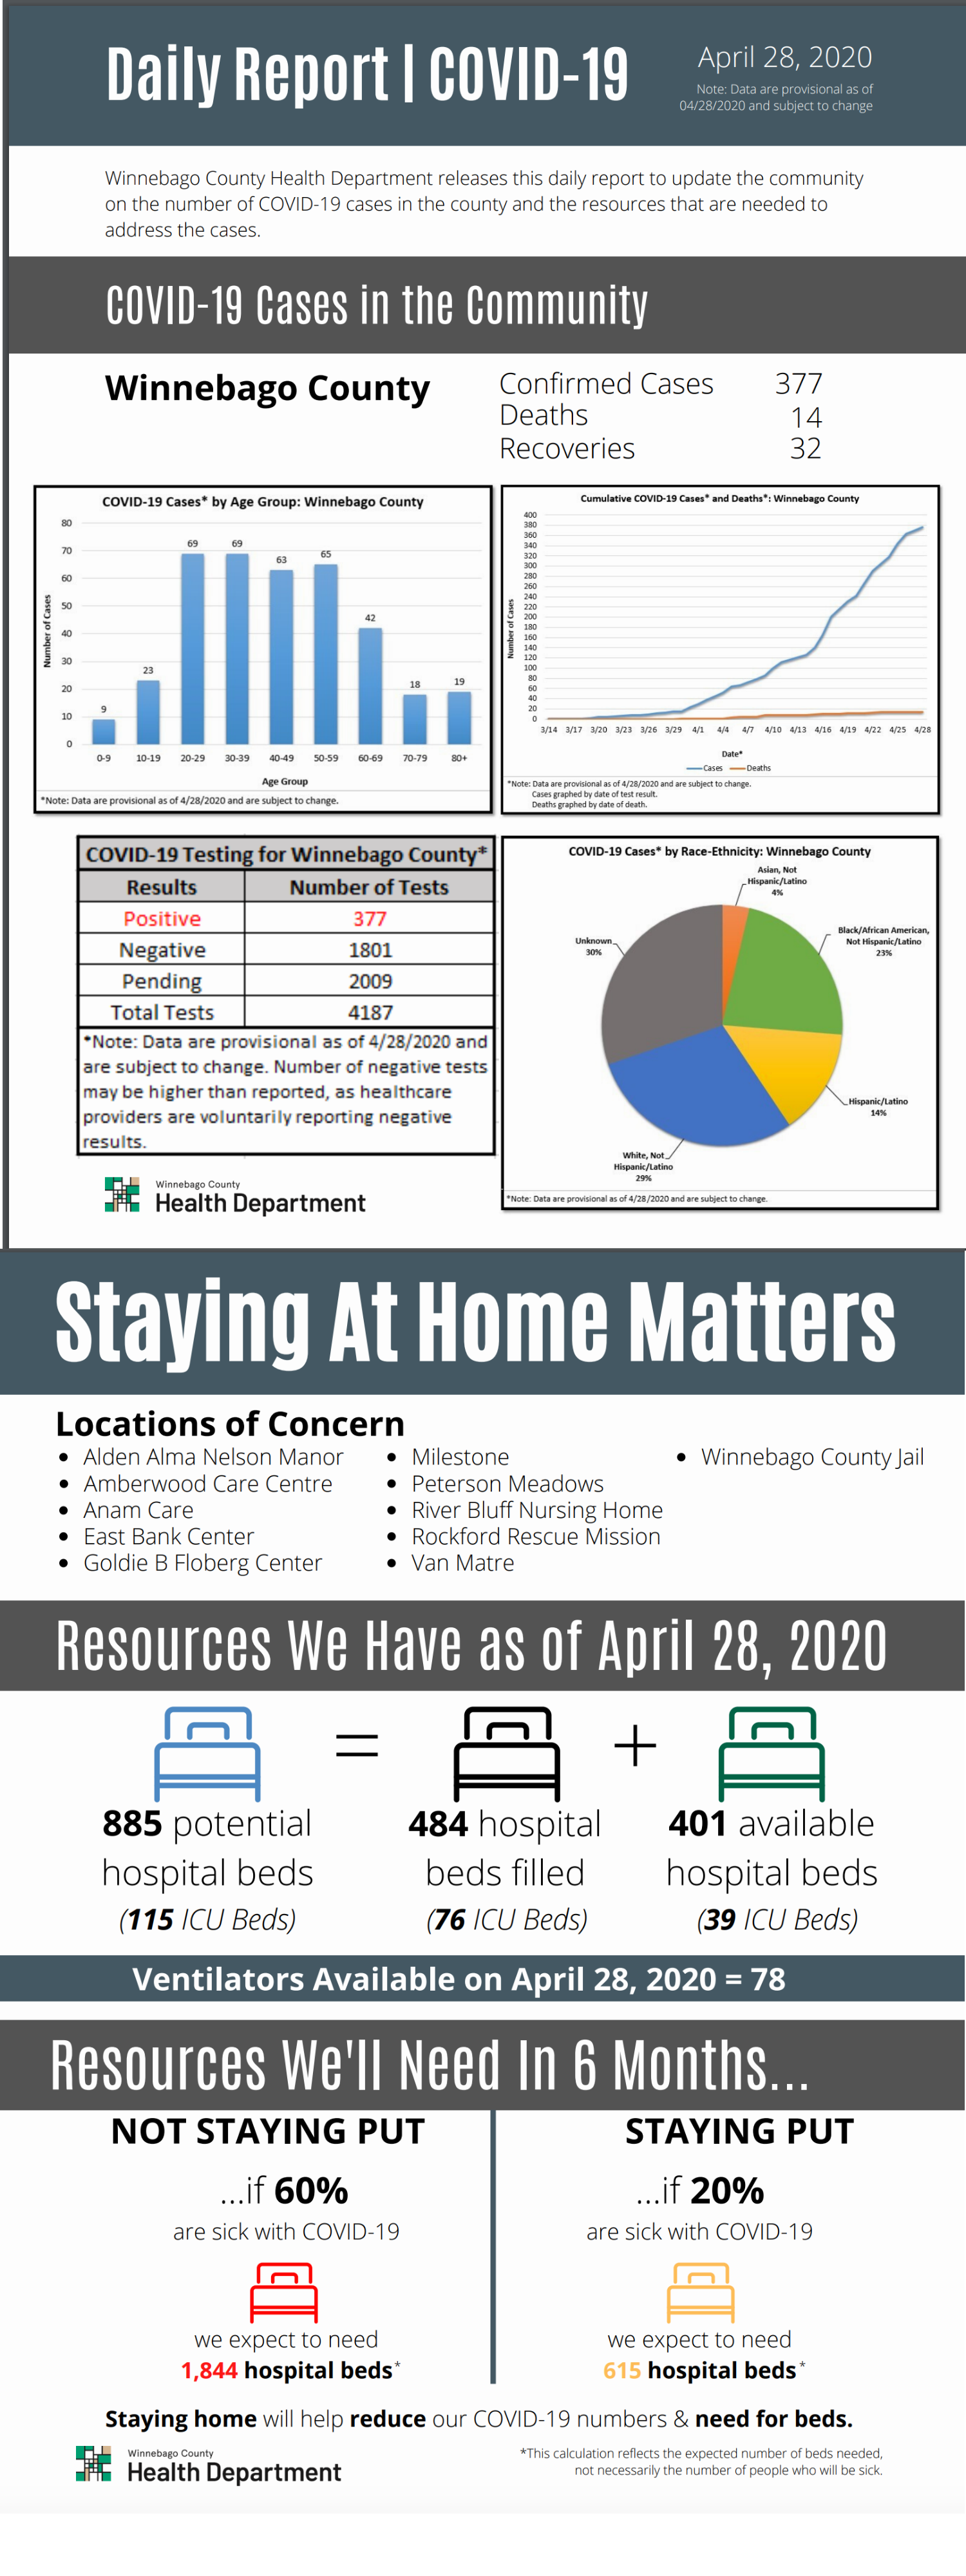 Daily Report | COVID-19
April 28, 2020
Note: Data are provisional as of
04/28/2020 and subject to change
Winnebago County Health Department releases this daily report to update the community
on the number of COVID-19 cases in the county and the resources that are needed to
address the cases.
COVID-19 Cases in the Community
Winnebago County
Confirmed Cases 377
Deaths 14
Recoveries 32
COVID-19 Cases* by Age Group: Winnebago County
80
70
60
50
40
30
20
10
0
Number of Cases
9
23
69
69
63
65
42
18
19
0-9 10-19 20-29 30-39 40-49 50-59 60-69 70-79 80+
Age Group
*Note: Data are provisional as of 4/28/2020 and are subject to change.
Cumulative COVID-19 Cases* and Deaths*: Winnebago County
400
380
360
340
320
300
280
260
240
220
200
180
160
140
120
100
80
60
40
20
0
Number of Cases
3/14 3/17 3/20 3/23 3/26 3/29 4/1 4/4 4/7 4/10 4/13 4/16 4/19 4/22 4/25 4/28
Date*
Cases Deaths
*Note: Data are provisional as of 4/28/2020 and are subject to change.
Cases graphed by date of test result.
Deaths graphed by date of death.
COVID-19 Testing for Winnebago County*
Results Number of Tests
Positive 377
Negative 1801
Pending 2009
Total Tests 4187
*Note: Data are provisional as of 4/28/2020 and
are subject to change. Number of negative tests
may be higher than reported, as healthcare
providers are voluntarily reporting negative
results.
COVID-19 Cases* by Race-Ethnicity: Winnebago County
Asian, Not
Hispanic/Latino
4%
Black/African American,
Not Hispanic/Latino
23%
Unknown
30%
Hispanic/Latino
14%
White, Not
Hispanic/Latino
29%
*Note: Data are provisional as of 4/28/2020 and are subject to change.
Winnebago County
Health Department
Staying At Home Matters
Locations of Concern
• Alden Alma Nelson Manor
• Amberwood Care Centre
• Anam Care
• East Bank Center
• Goldie B Floberg Center
• Milestone
• Peterson Meadows
• River Bluff Nursing Home
• Rockford Rescue Mission
• Van Matre
• Winnebago County Jail
Resources We Have as of April 28, 2020
=
+
885 potential
hospital beds
(115 ICU Beds)
484 hospital
beds filled
(76 ICU Beds)
401 available
hospital beds
(39 ICU Beds)
Ventilators Available on April 28, 2020 = 78
Resources We'll Need In 6 Months...
NOT STAYING PUT
...if 60%
are sick with COVID-19
we expect to need
1,844 hospital beds*
STAYING PUT
...if 20%
are sick with COVID-19
we expect to need
615 hospital beds*
Staying home will help reduce our COVID-19 numbers & need for beds.
Winnebago County
Health Department
*This calculation reflects the expected number of beds needed,
not necessarily the number of people who will be sick.